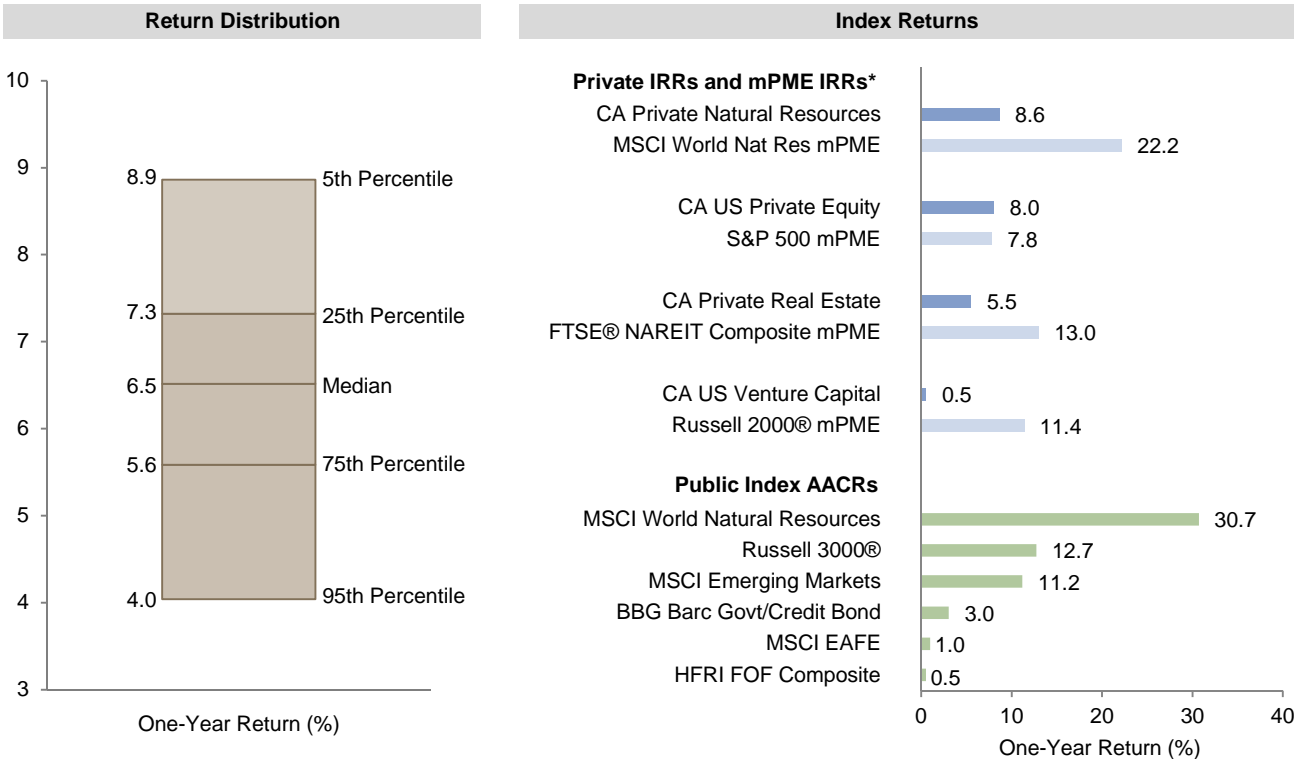 Return Distribution
10
9
8
7
6
5
4
3
8.9
7.3
6.5
5.6
4.0
5th Percentile
25th Percentile
Median
75th Percentile
95th Percentile
One-Year Return (%)
Index Returns
Private IRRs and mPME IRRs*
CA Private Natural Resources 8.6
MSCI World Nat Res mPME 22.2
CA US Private Equity 8.0
S&P 500 mPME 7.8
CA Private Real Estate 5.5
FTSE® NAREIT Composite mPME 13.0
CA US Venture Capital 0.5
Russell 2000® mPME 11.4
Public Index AACRs
MSCI World Natural Resources 30.7
Russell 3000® 12.7
MSCI Emerging Markets 11.2
BBG Barc Govt/Credit Bond 3.0
MSCI EAFE 1.0
HFRI FOF Composite 0.5
0 10 20 30 40
One-Year Return (%)